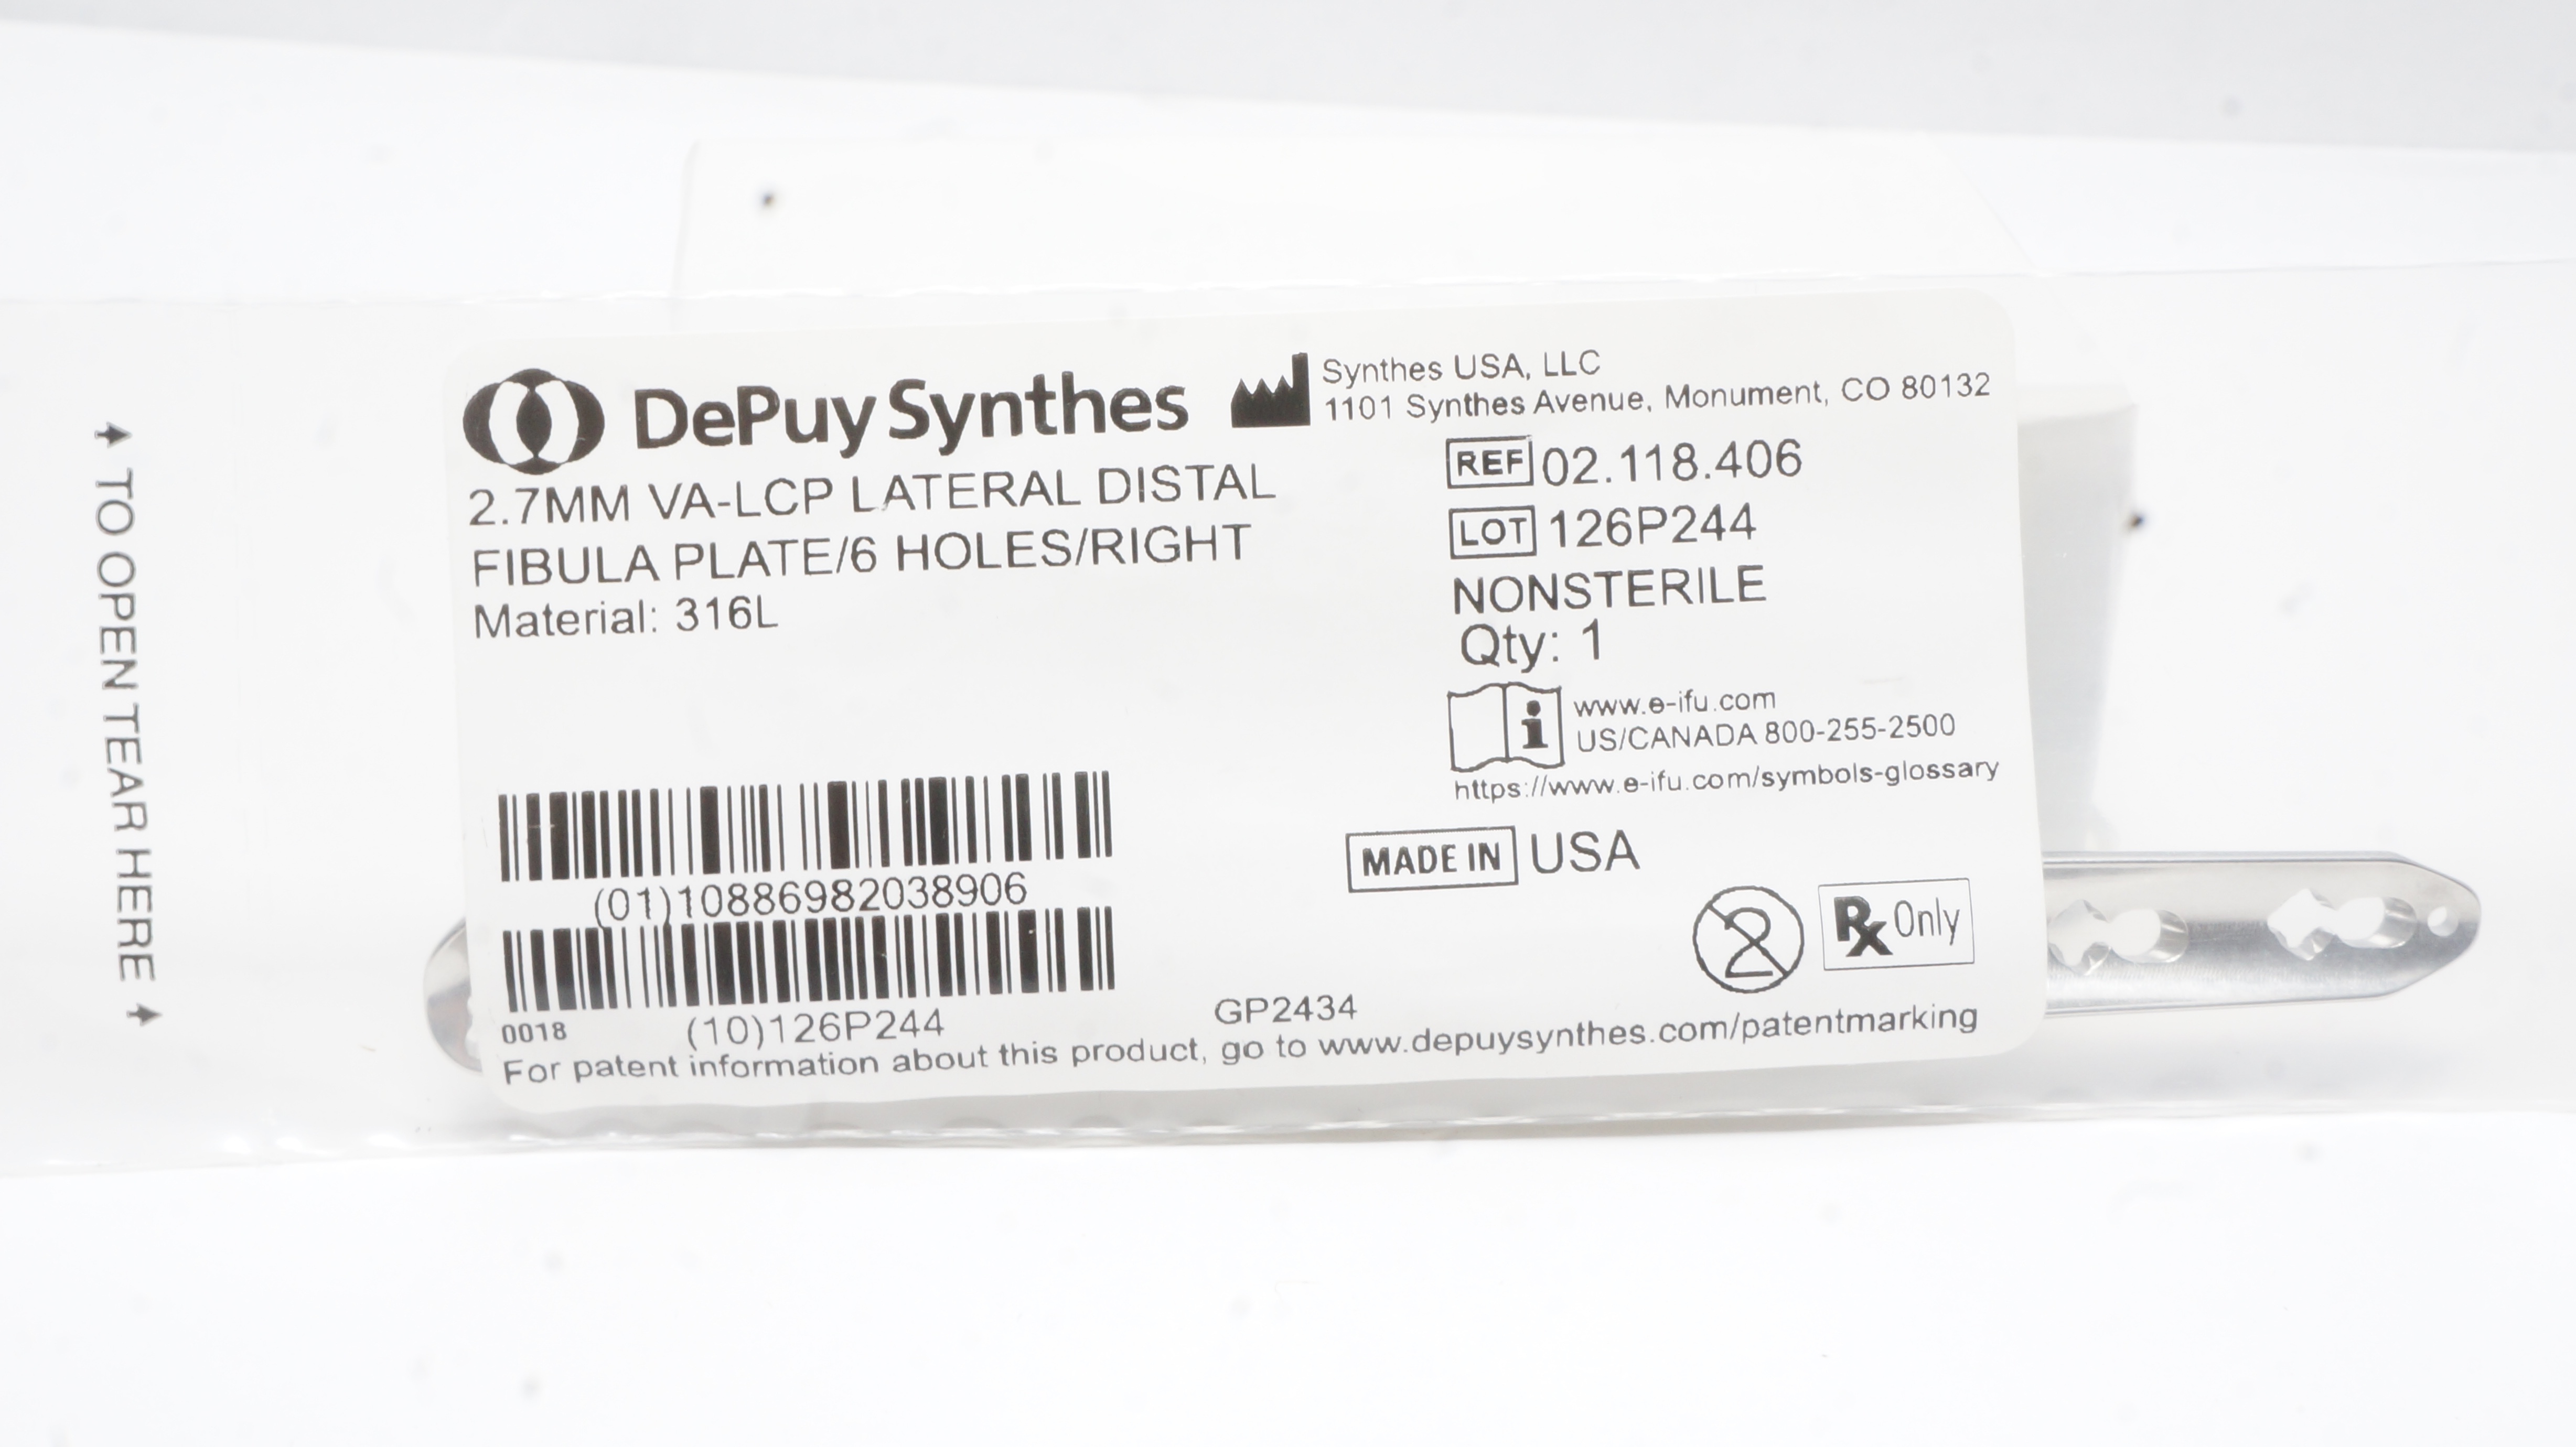 TO OPEN TEAR HERE
DePuy Synthes
2.7MM VA-LCP LATERAL DISTAL
FIBULA PLATE/6 HOLES/RIGHT
Material: 316L
Synthes USA, LLC
1101 Synthes Avenue, Monument, CO 80132
REF 02.118.406
LOT 126P244
NONSTERILE
Qty: 1
i
www.e-ifu.com
US/CANADA 800-255-2500
https://www.e-ifu.com/symbols-glossary
MADE IN USA
2
Rx Only
(01)10886982038906
0018 (10)126P244
GP2434
For patent information about this product, go to www.depuysynthes.com/patentmarking